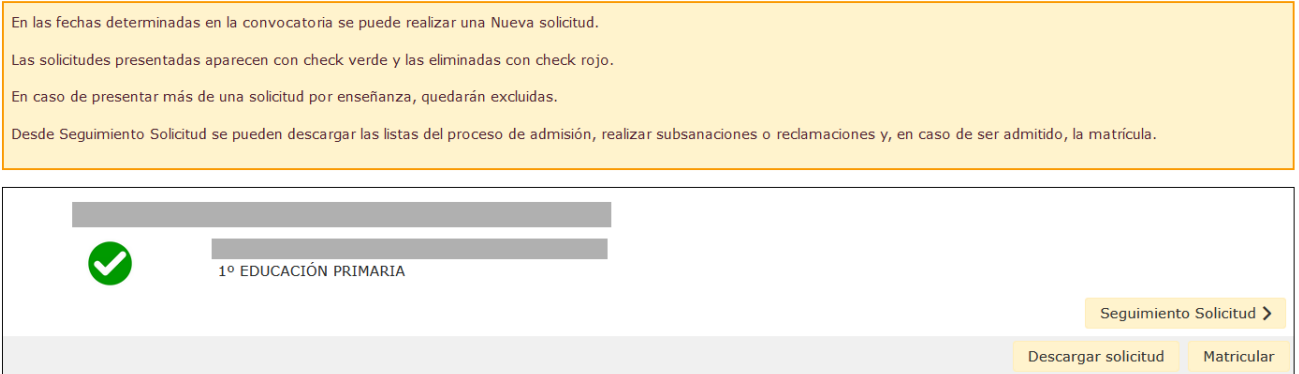 En las fechas determinadas en la convocatoria se puede realizar una Nueva solicitud.
Las solicitudes presentadas aparecen con check verde y las eliminadas con check rojo.
En caso de presentar más de una solicitud por enseñanza, quedarán excluidas.
Desde Seguimiento Solicitud se pueden descargar las listas del proceso de admisión, realizar subsanaciones o reclamaciones y, en caso de ser admitido, la matrícula.
1º EDUCACIÓN PRIMARIA
Seguimiento Solicitud
Descargar solicitud Matricular